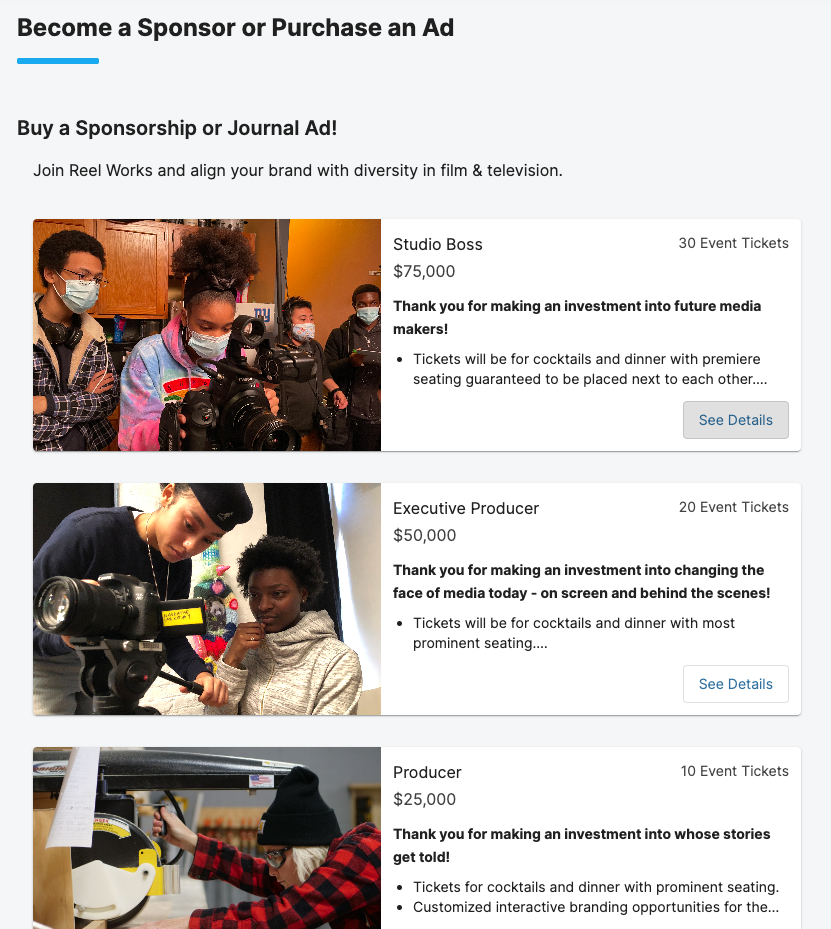 Become a Sponsor or Purchase an Ad
Buy a Sponsorship or Journal Ad!
Join Reel Works and align your brand with diversity in film & television.
Studio Boss
30 Event Tickets
$75,000
Thank you for making an investment into future media
makers!
• Tickets will be for cocktails and dinner with premiere
seating guaranteed to be placed next to each other....
See Details
Executive Producer
20 Event Tickets
$50,000
Thank you for making an investment into changing the
face of media today - on screen and behind the scenes!
• Tickets will be for cocktails and dinner with most
prominent seating....
See Details
Producer
10 Event Tickets
$25,000
Thank you for making an investment into whose stories
get told!
• Tickets for cocktails and dinner with prominent seating.
• Customized interactive branding opportunities for the...